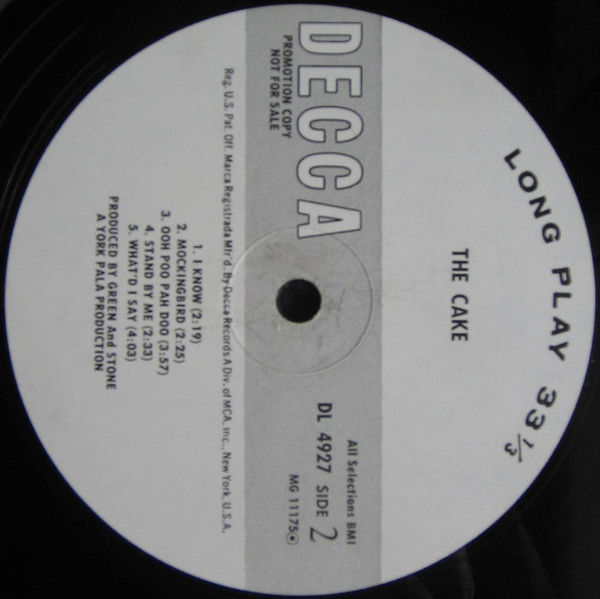 LONG PLAY 33⅓
THE CAKE
DECCA
PROMOTION COPY
NOT FOR SALE
All Selections BMI
DL 4927 SIDE 2
MG 11175
Reg. U.S. Pat. Off. Marca Registrada Mfr'd. By Decca Records A Div. of MCA, Inc., New York, U.S.A.
1. I KNOW (2:19)
2. MOCKINGBIRD (2:25)
3. OOH POO PAH DOO (3:57)
4. STAND BY ME (2:33)
5. WHAT'D I SAY (4:03)
PRODUCED BY GREEN And STONE
A YORK PALA PRODUCTION